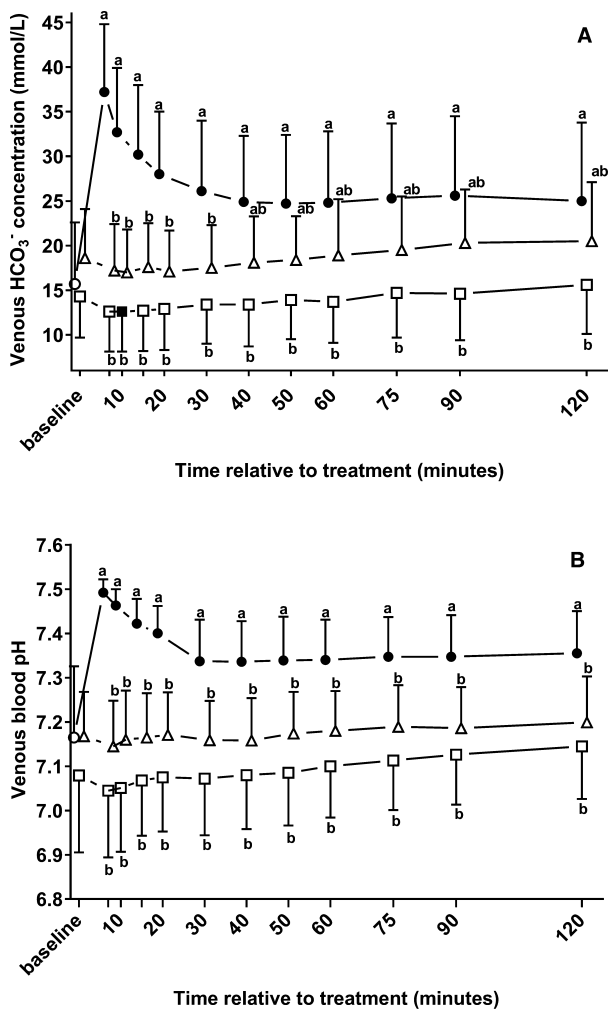 Venous HCO₃⁻ concentration (mmol/L)
A
45
40
35
30
25
20
15
10
a a a a a a a a a a a
b b b b b ab ab ab ab ab ab
b b b b b b b b b b b
baseline 10 20 30 40 50 60 75 90 120
Time relative to treatment (minutes)
Venous blood pH
B
7.6
7.5
7.4
7.3
7.2
7.1
7.0
6.9
6.8
a a a a a a a a a a a
b b b b b b b b b b b
b b b b b b b b b b b
baseline 10 20 30 40 50 60 75 90 120
Time relative to treatment (minutes)